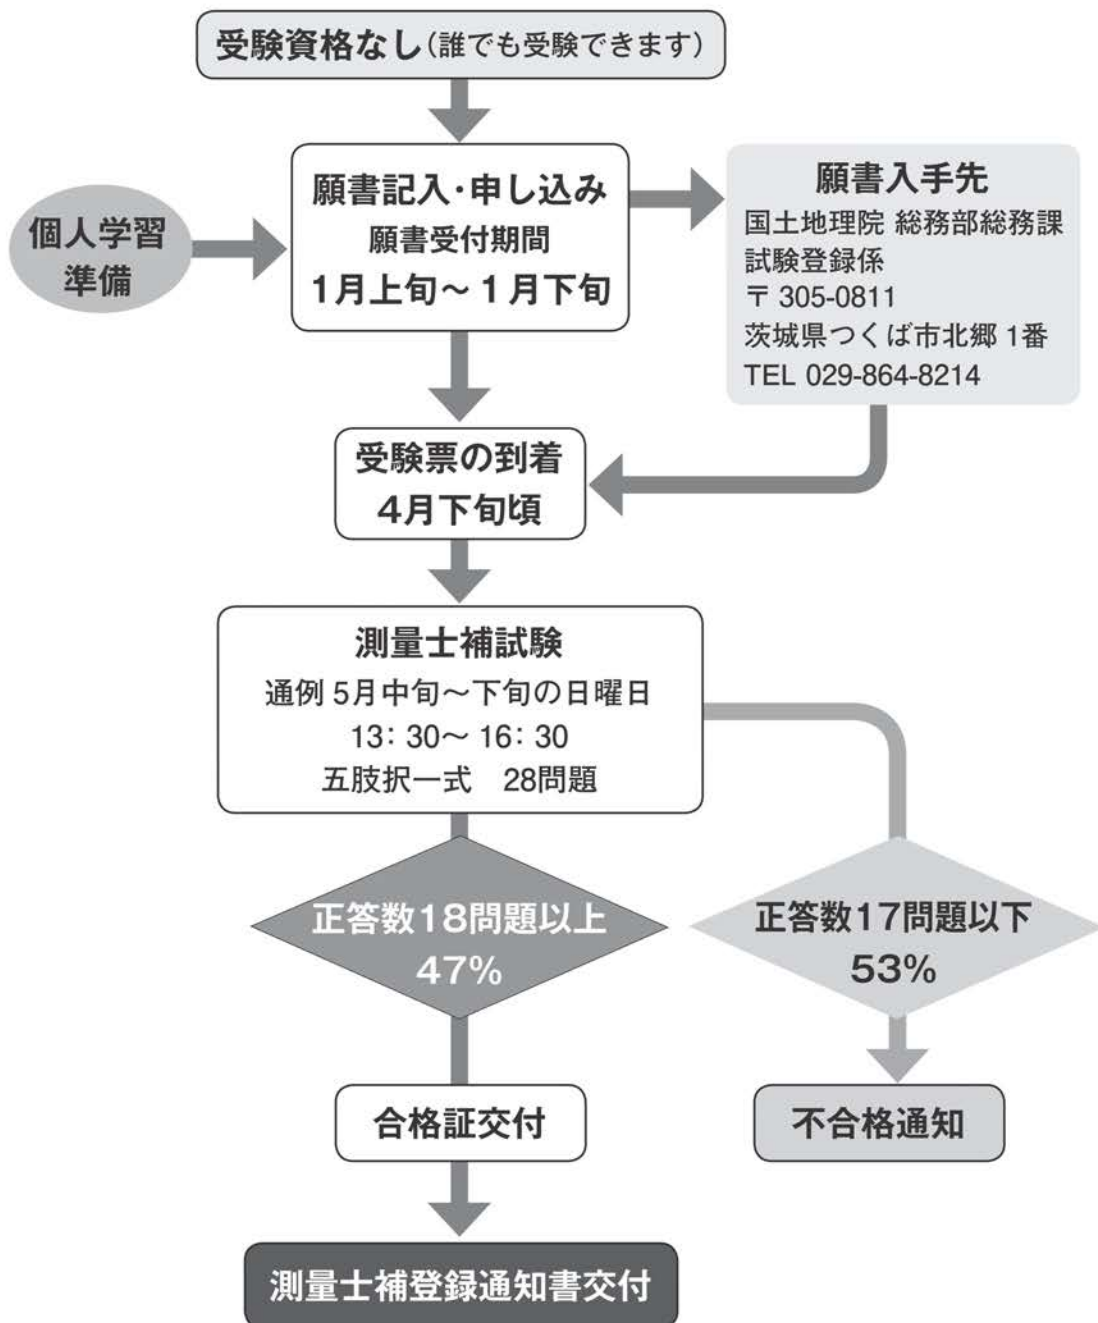 受験資格なし（誰でも受験できます）
個人学習
準備
願書記入・申し込み
願書受付期間
1月上旬～1月下旬
願書入手先
国土地理院 総務部総務課
試験登録係
〒305-0811
茨城県つくば市北郷 1番
TEL 029-864-8214
受験票の到着
4月下旬頃
測量士補試験
通例 5月中旬～下旬の日曜日
13：30～16：30
五肢択一式　28問題
正答数18問題以上
47%
正答数17問題以下
53%
合格証交付
不合格通知
測量士補登録通知書交付